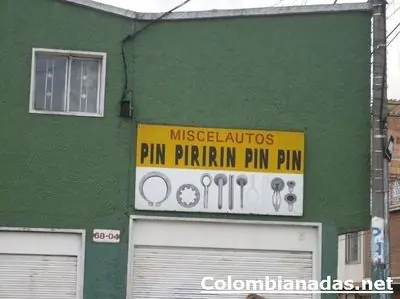 MISCELAUTOS
PIN PIRIRIN PIN PIN
68-04
Colombianadas.net